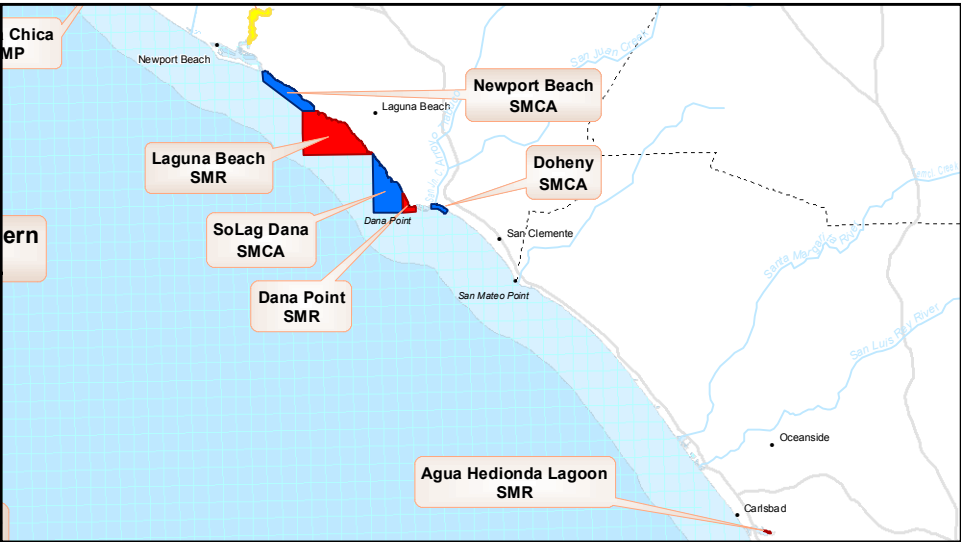 Chica
MP
Newport Beach
San Juan Creek
Newport Beach
SMCA
Laguna Beach
Laguna Beach
SMR
Doheny
SMCA
Dana Point
SoLag Dana
SMCA
ern
San Clemente
Santa Margarita
River
Dana Point
SMR
San Mateo Point
San Luis Rey River
Oceanside
Agua Hedionda Lagoon
SMR
Carlsbad